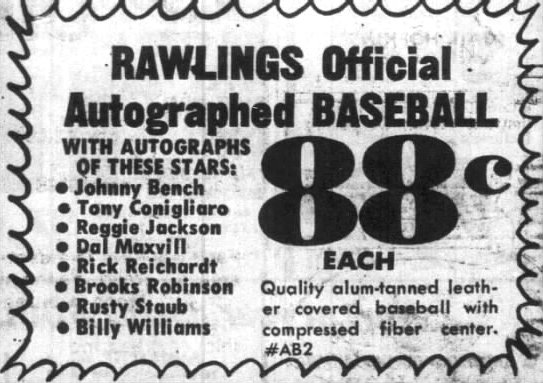 RAWLINGS Official
Autographed BASEBALL
WITH AUTOGRAPHS
OF THESE STARS:
• Johnny Bench
• Tony Conigliaro
• Reggie Jackson
• Dal Maxvill
• Rick Reichardt
• Brooks Robinson
• Rusty Staub
• Billy Williams
88c
EACH
Quality alum-tanned leath-
er covered baseball with
compressed fiber center.
#AB2